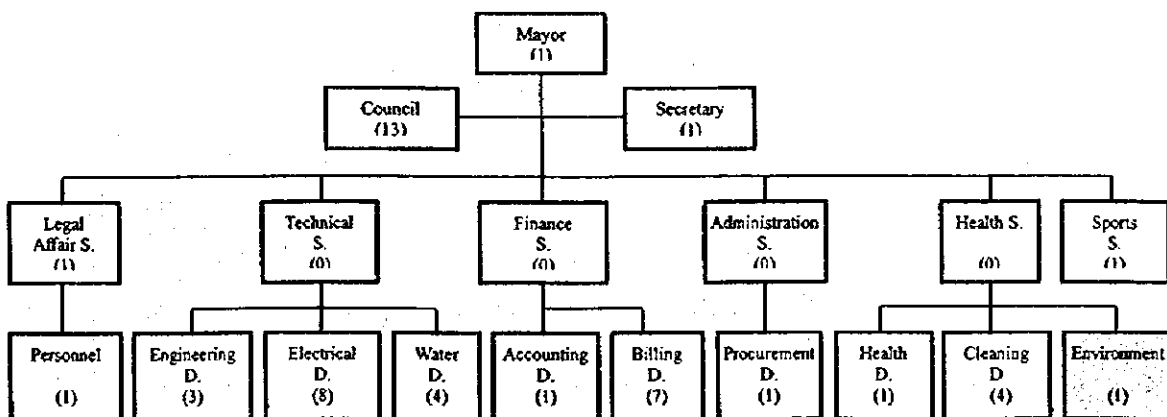 Mayor
(1)
Council
(13)
Secretary
(1)
Legal
Affair S.
(1)
Technical
S.
(0)
Finance
S.
(0)
Administration
S.
(0)
Health S.
(0)
Sports
S.
(1)
Personnel
(1)
Engineering
D.
(3)
Electrical
D.
(8)
Water
D.
(4)
Accounting
D.
(1)
Billing
D.
(7)
Procurement
D.
(1)
Health
D.
(1)
Cleaning
D
(4)
Environment
(1)